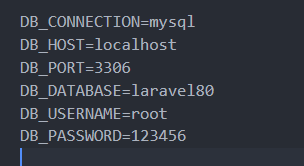 DB_CONNECTION=mysql
DB_HOST=localhost
DB_PORT=3306
DB_DATABASE=laravel80
DB_USERNAME=root
DB_PASSWORD=123456